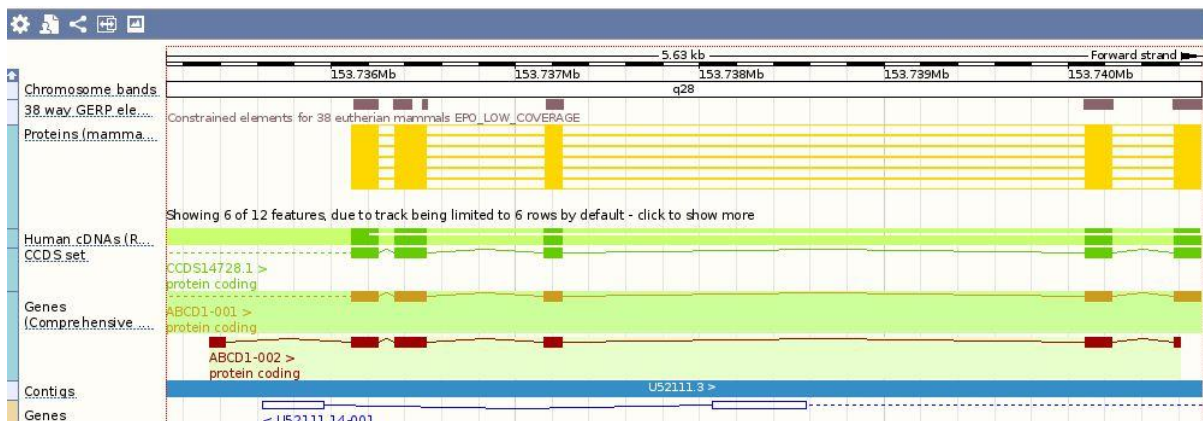 5.63 kb
Forward strand
153.736Mb 153.737Mb 153.738Mb 153.739Mb 153.740Mb
Chromosome bands
q28
38 way GERP ele...
Constrained elements for 38 eutherian mammals EPO_LOW_COVERAGE
Proteins (mamma...
Showing 6 of 12 features, due to track being limited to 6 rows by default - click to show more
Human cDNAs (R...
CCDS set
CCDS14728.1 >
protein coding
Genes
(Comprehensive ...
ABCD1-001 >
protein coding
ABCD1-002 >
protein coding
Contigs
U52111.3 >
Genes
< U52111.14-001